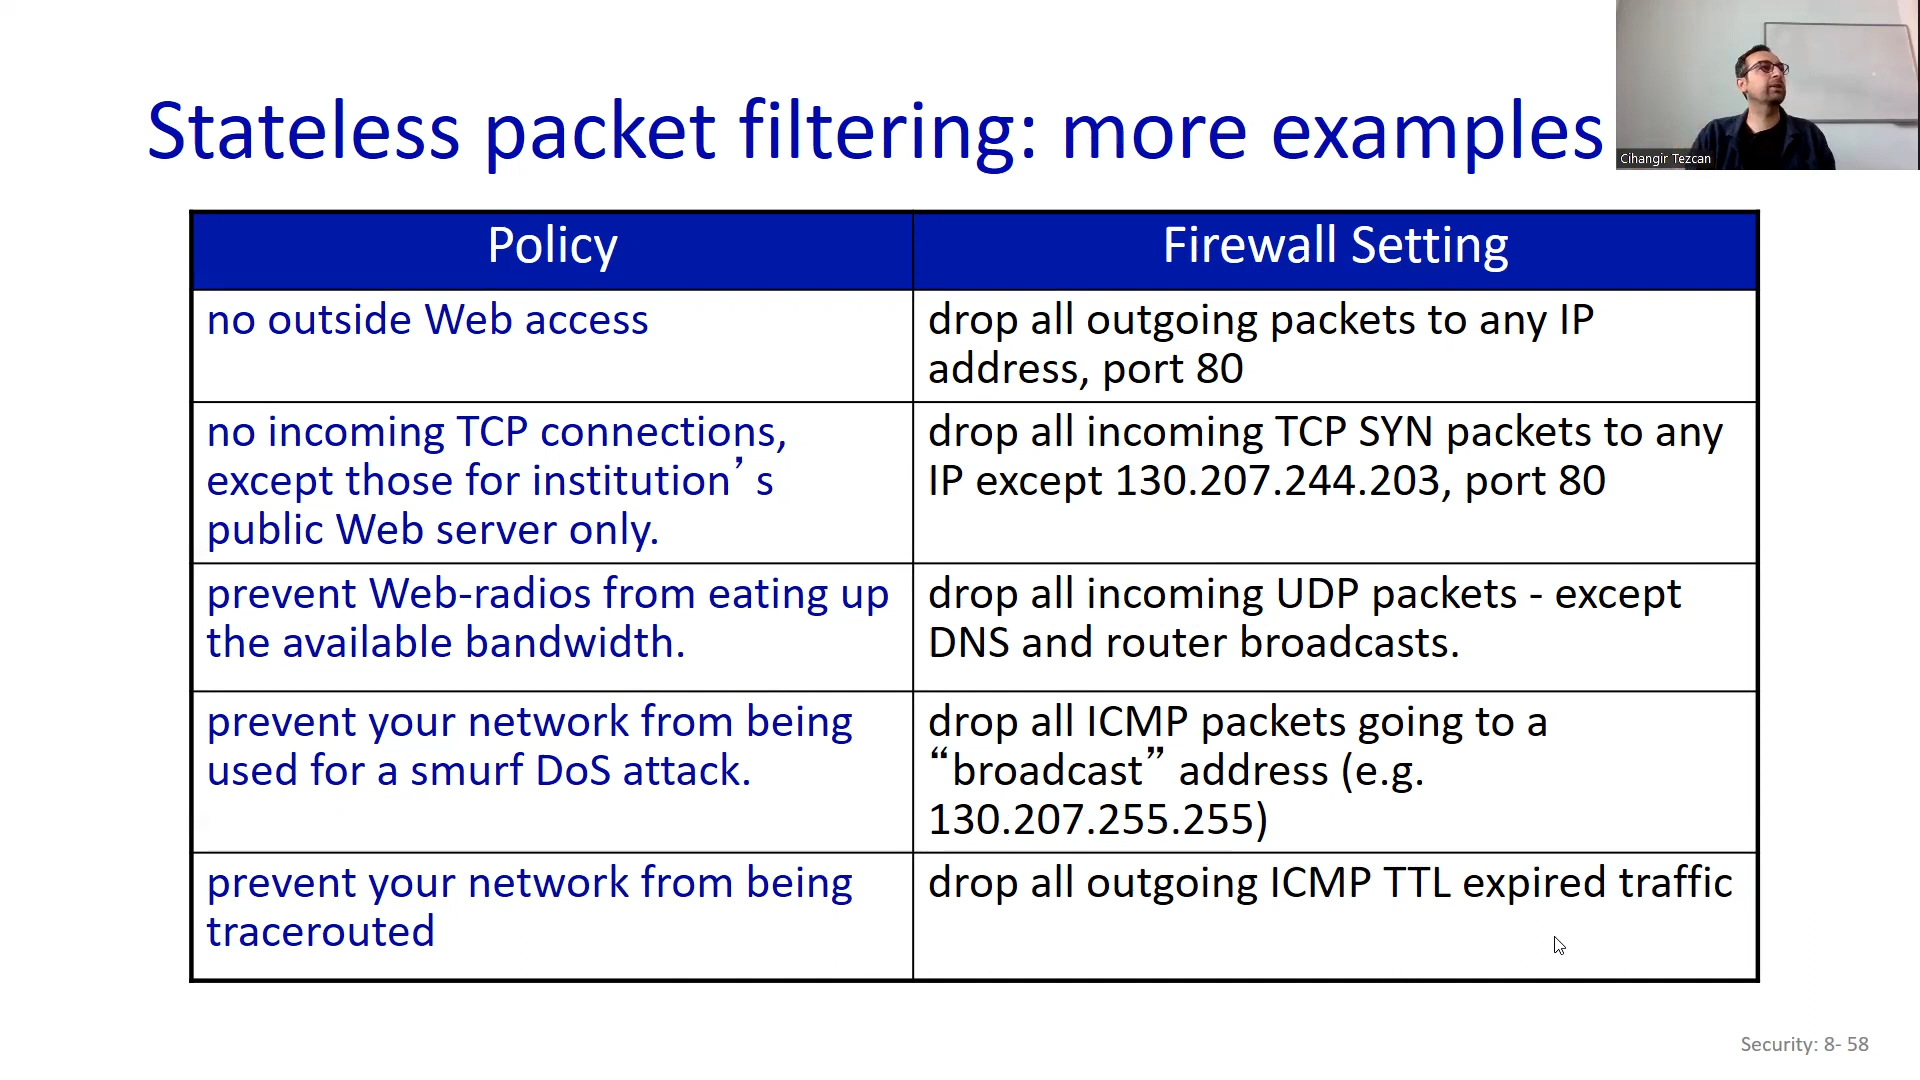 Stateless packet filtering: more examples
Cihangir Tezcan
Policy
Firewall Setting
no outside Web access
drop all outgoing packets to any IP
address, port 80
no incoming TCP connections,
except those for institution’s
public Web server only.
drop all incoming TCP SYN packets to any
IP except 130.207.244.203, port 80
prevent Web-radios from eating up
the available bandwidth.
drop all incoming UDP packets - except
DNS and router broadcasts.
prevent your network from being
used for a smurf DoS attack.
drop all ICMP packets going to a
“broadcast” address (e.g.
130.207.255.255)
prevent your network from being
tracerouted
drop all outgoing ICMP TTL expired traffic
Security: 8- 58